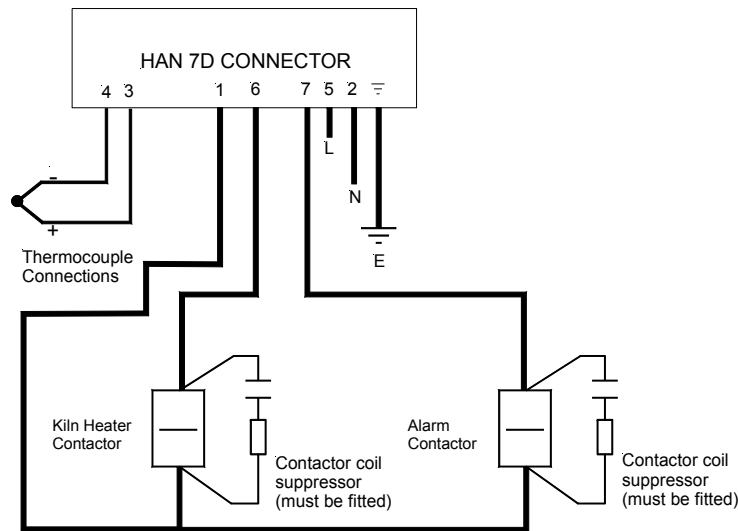 HAN 7D CONNECTOR
4 3 1 6 7 5 2
L
-
N
+
E
Thermocouple
Connections
Kiln Heater
Contactor
Contactor coil
suppressor
(must be fitted)
Alarm
Contactor
Contactor coil
suppressor
(must be fitted)